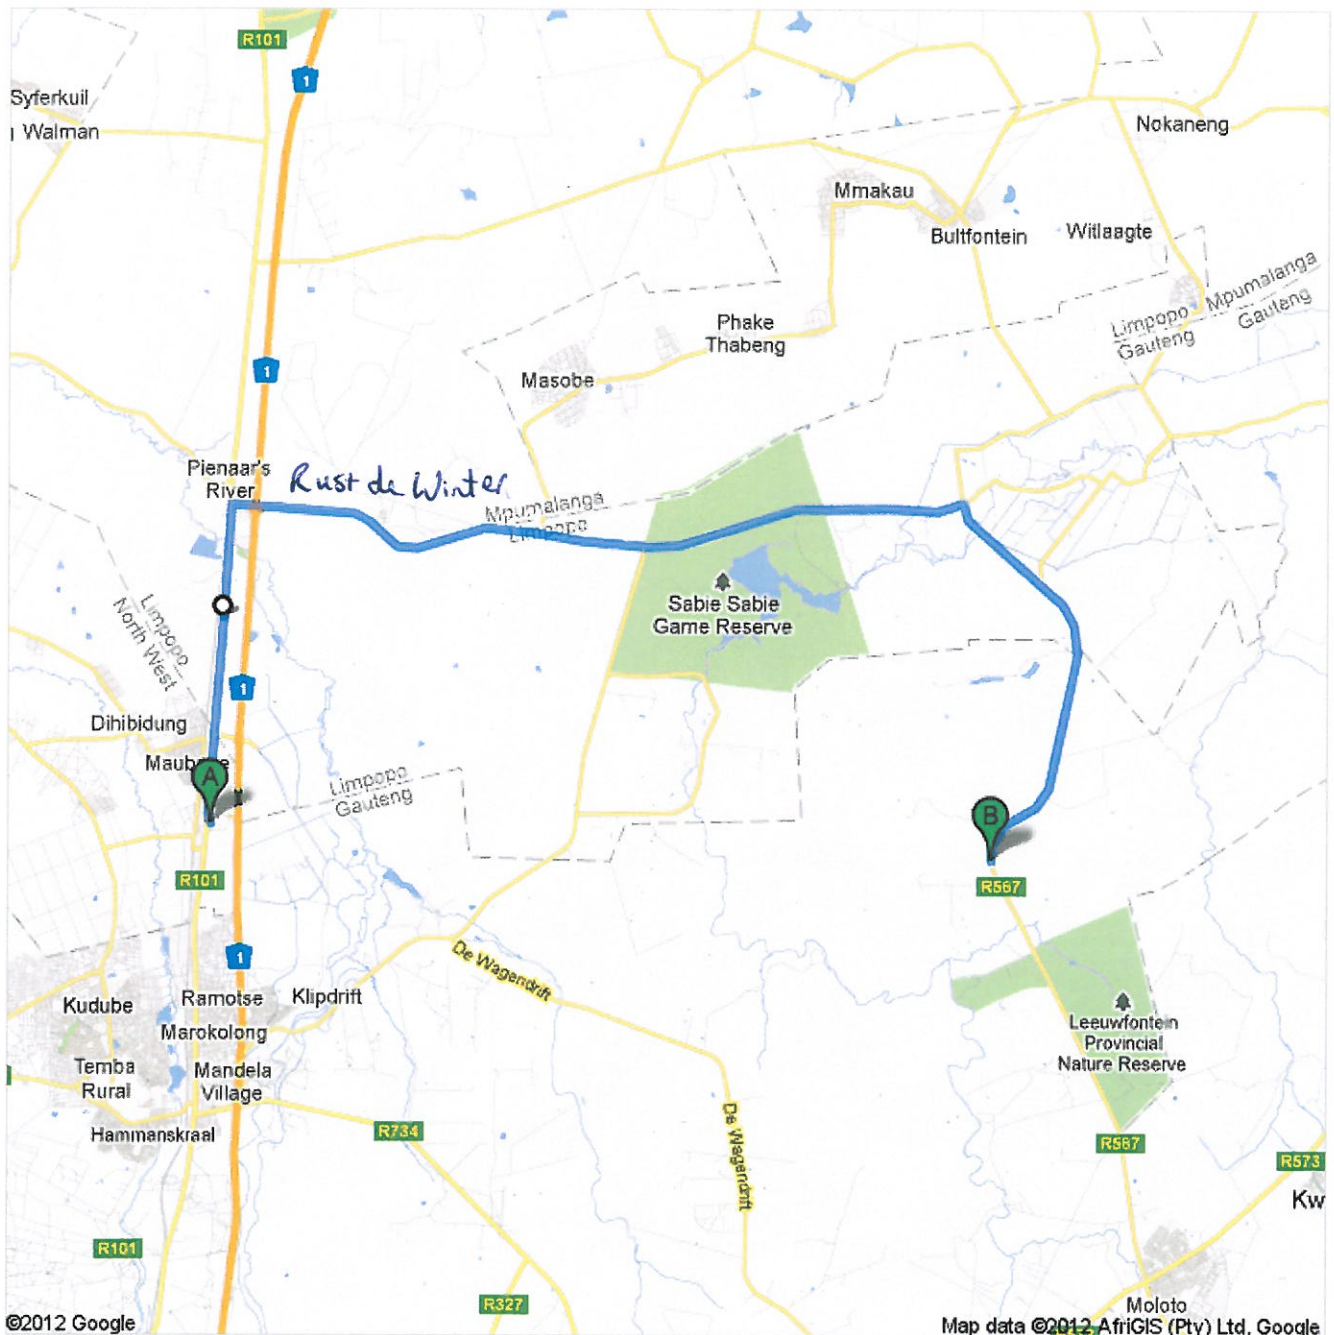 R101
1
Syferkuil
Walman
Nokaneng
Mmakau
Bultfontein
Witlaagte
Mpumalanga
Gauteng
Limpopo
Gauteng
Phake
Thabeng
1
Masobe
Pienaar's
River
Rust de Winter
Mpumalanga
Limpopo
Sabie Sabie
Game Reserve
Limpopo
North West
1
Dihibidung
A
Limpopo
Gauteng
B
R101
R567
1
De Wagendrift
Kudube
Ramotse
Klipdrift
Marokolong
Leeuwfontein
Provincial
Nature Reserve
Temba
Rural
Mandela
Village
Hammanskraal
R734
De Wagendrift
R567
R573
Kw
R101
R327
Moloto
©2012 Google
Map data ©2012 AfriGIS (Pty) Ltd, Google